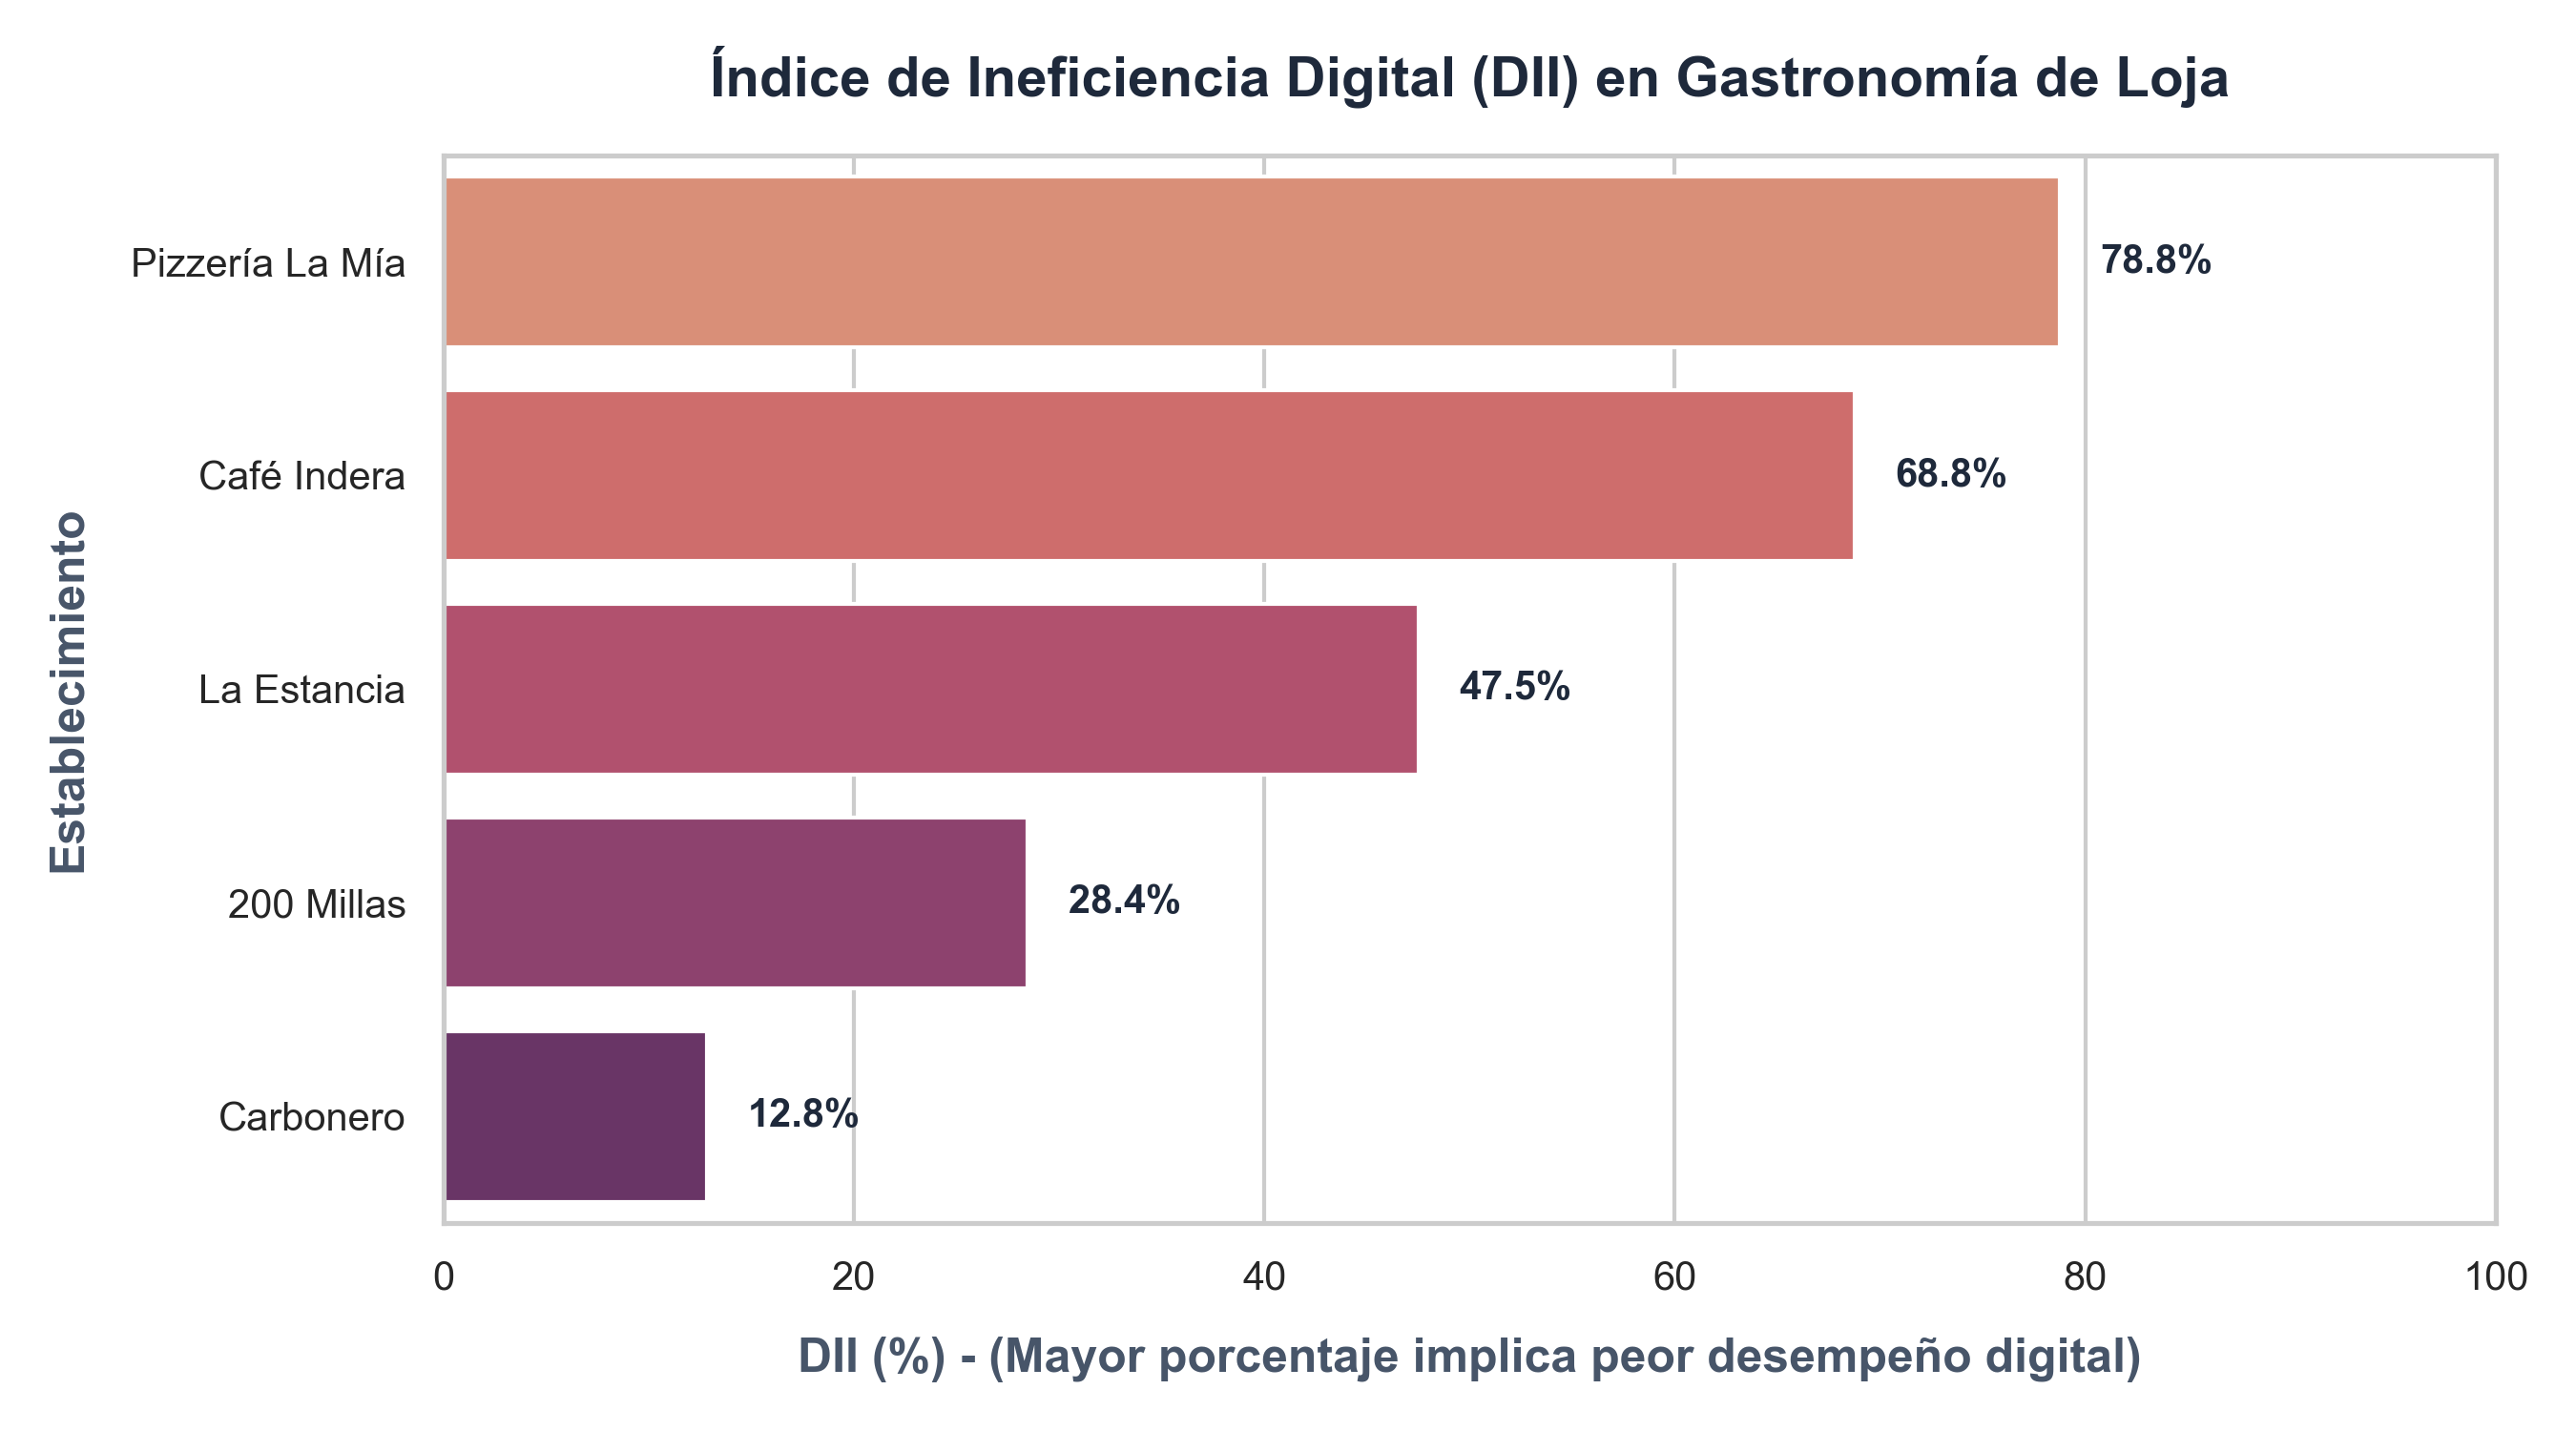 Índice de Ineficiencia Digital (DII) en Gastronomía de Loja
Pizzería La Mía
78.8%
Café Indera
68.8%
La Estancia
47.5%
200 Millas
28.4%
Carbonero
12.8%
Establecimiento
0 20 40 60 80 100
DII (%) - (Mayor porcentaje implica peor desempeño digital)